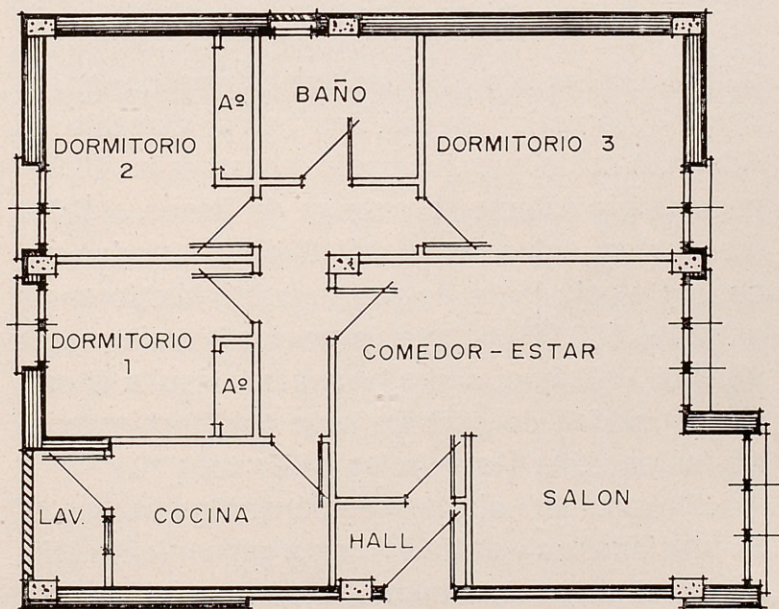 BAÑO
Aº
DORMITORIO
2
DORMITORIO 3
DORMITORIO
1
Aº
COMEDOR - ESTAR
LAV.
COCINA
HALL
SALON